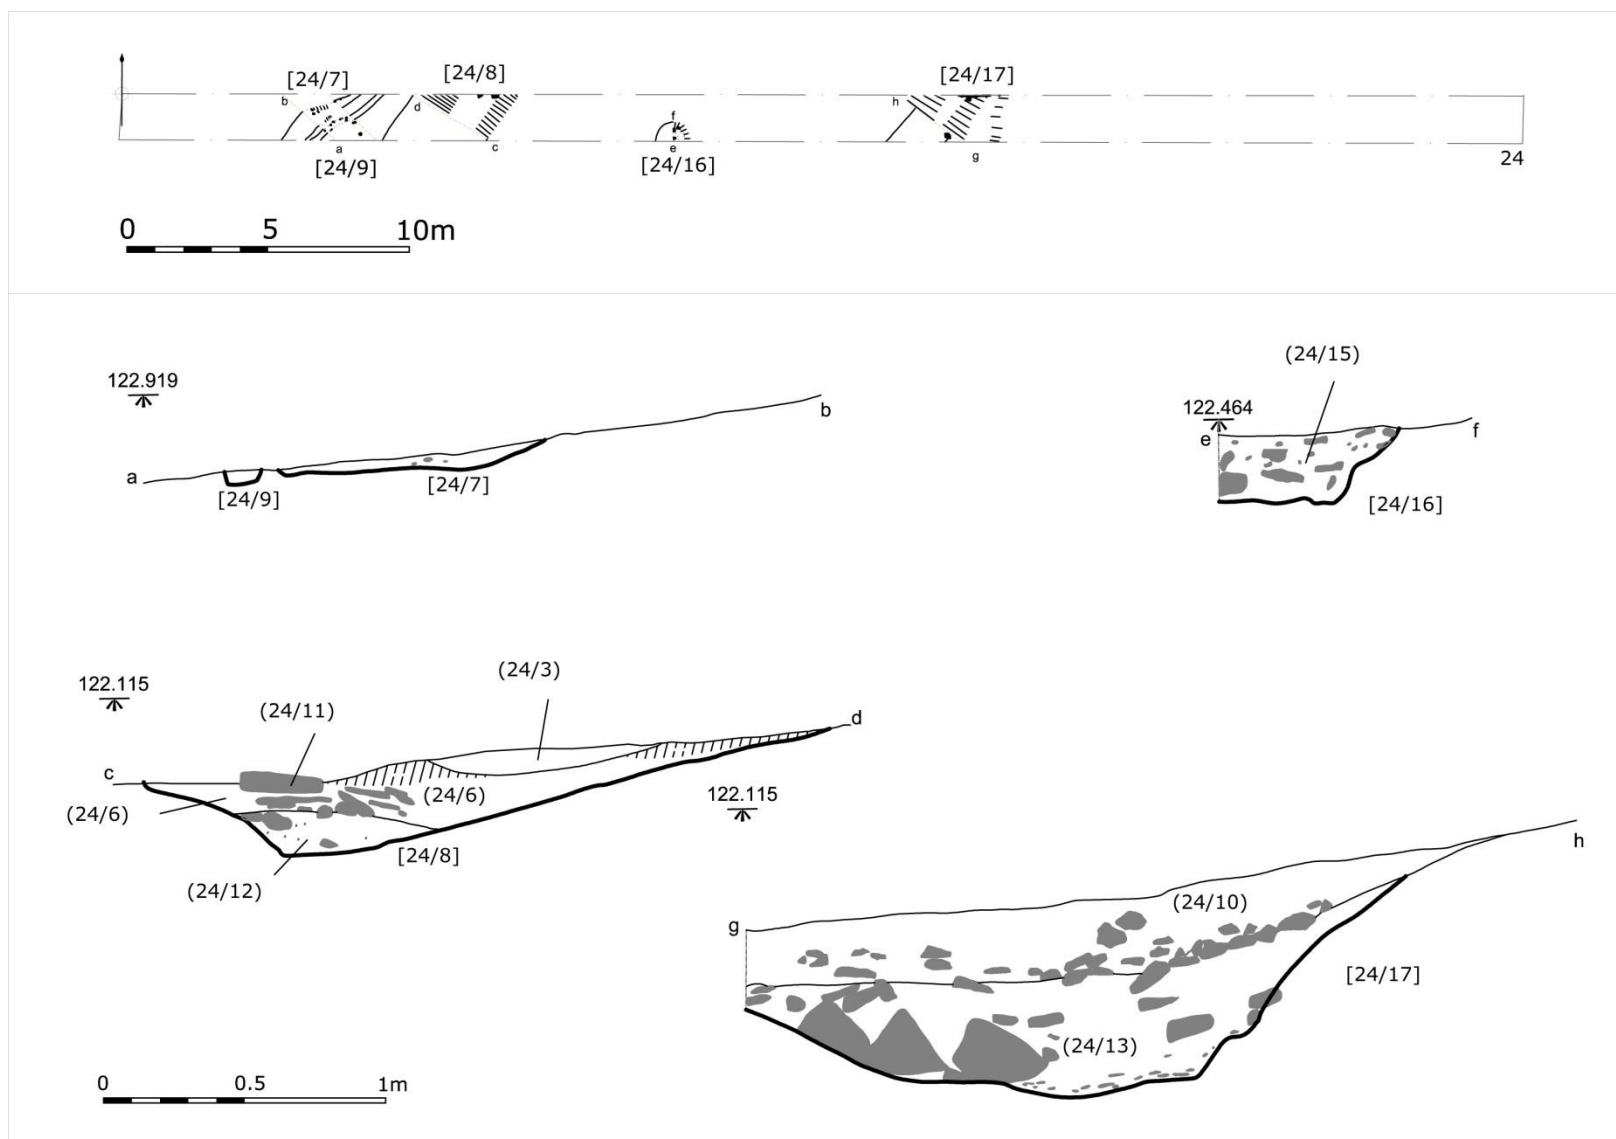 [24/7]
[24/8]
[24/17]
b
d
h
f
a
c
e
g
[24/9]
[24/16]
24
0 5 10m
(24/15)
122.919
122.464
b
e
f
a
[24/9]
[24/7]
[24/16]
(24/3)
122.115
(24/11)
d
c
(24/6)
(24/6)
122.115
[24/8]
(24/12)
h
(24/10)
g
[24/17]
(24/13)
0 0.5 1m